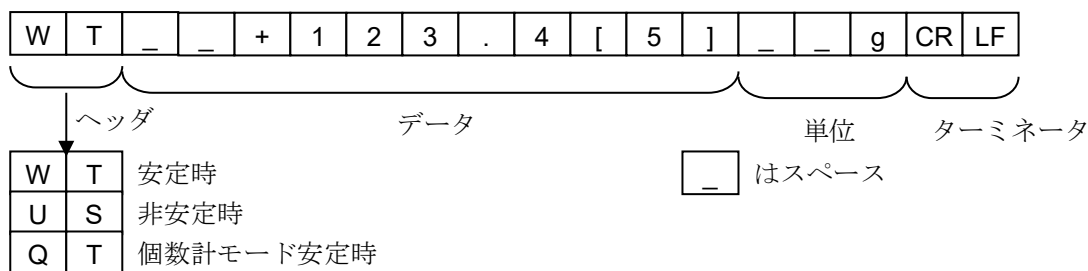 W T _ _ + 1 2 3 . 4 [ 5 ] _ _ g CR LF
ヘッダ データ 単位 ターミネータ
W T 安定時 _ はスペース
U S 非安定時
Q T 個数計モード安定時